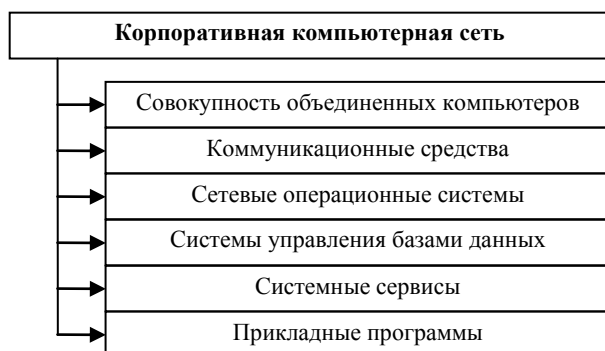 Корпоративная компьютерная сеть
Совокупность объединенных компьютеров
Коммуникационные средства
Сетевые операционные системы
Системы управления базами данных
Системные сервисы
Прикладные программы